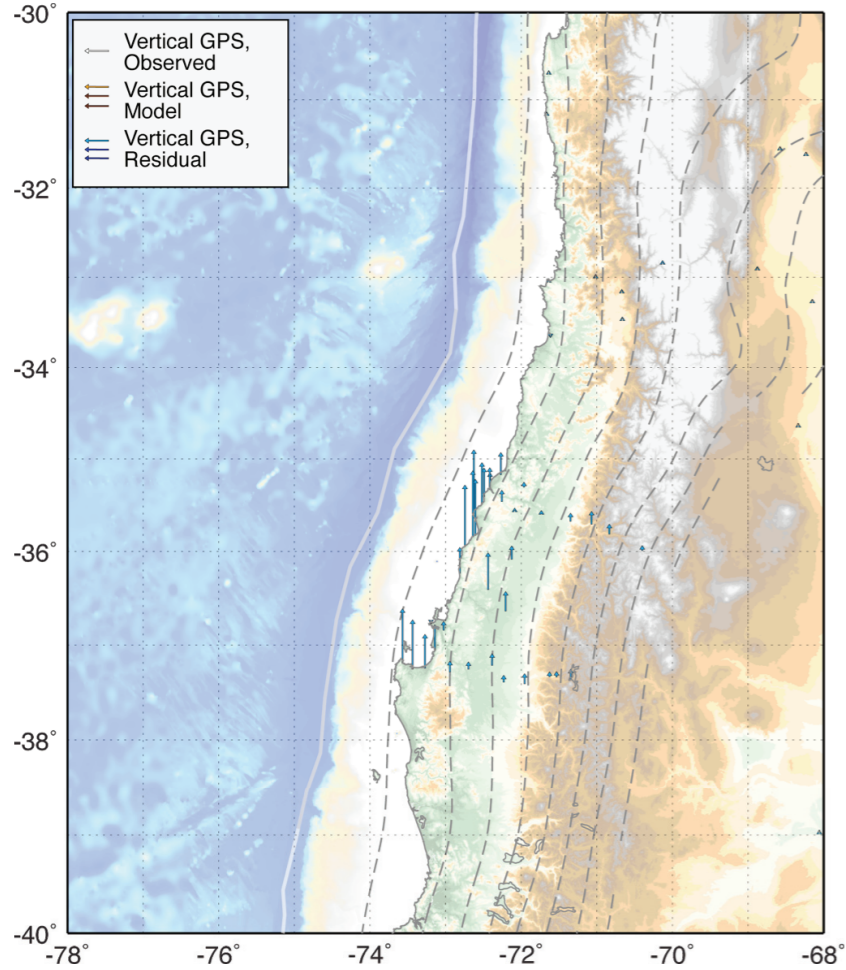 -30°
Vertical GPS,
Observed
Vertical GPS,
Model
Vertical GPS,
Residual
-32°
-34°
-36°
-38°
-40°
-78° -76° -74° -72° -70° -68°